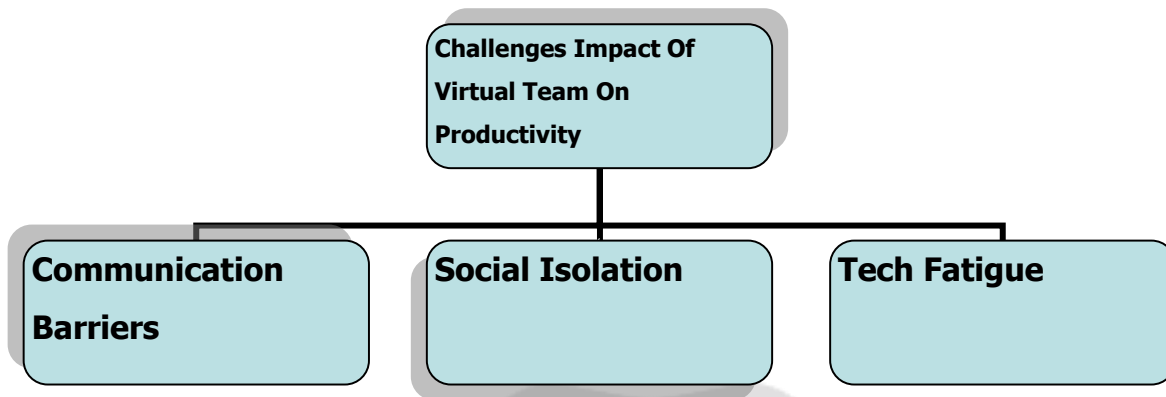 Challenges Impact Of
Virtual Team On
Productivity
Communication
Barriers
Social Isolation
Tech Fatigue